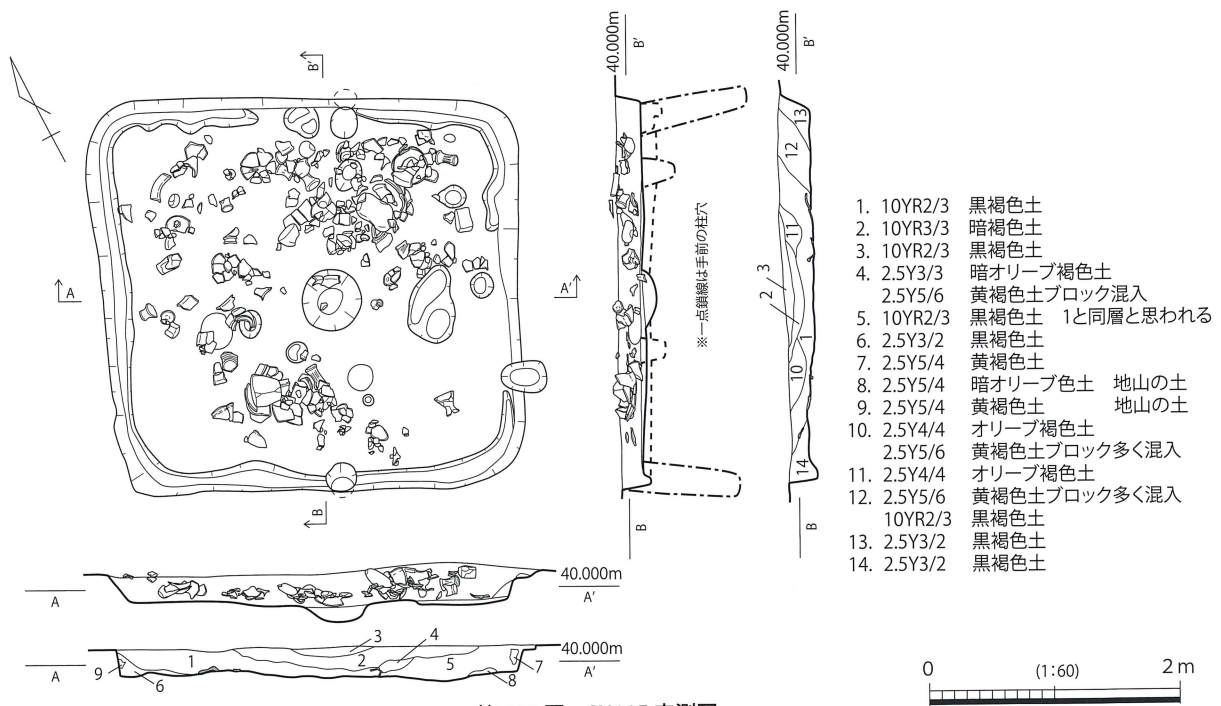 B'
B'
40.000m
B'
40.000m
A
A'
※一点鎖線は手前の柱穴
13
12
11
3
2
1
10
14
B
B
B
1. 10YR2/3 黒褐色土
2. 10YR3/3 暗褐色土
3. 10YR2/3 黒褐色土
4. 2.5Y3/3 暗オリーブ褐色土
2.5Y5/6 黄褐色土ブロック混入
5. 10YR2/3 黒褐色土 1と同層と思われる
6. 2.5Y3/2 黒褐色土
7. 2.5Y5/4 黄褐色土
8. 2.5Y5/4 暗オリーブ色土 地山の土
9. 2.5Y5/4 黄褐色土 地山の土
10. 2.5Y4/4 オリーブ褐色土
2.5Y5/6 黄褐色土ブロック多く混入
11. 2.5Y4/4 オリーブ褐色土
12. 2.5Y5/6 黄褐色土ブロック多く混入
10YR2/3 黒褐色土
13. 2.5Y3/2 黒褐色土
14. 2.5Y3/2 黒褐色土
40.000m
A
A'
3
4
40.000m
A
9
1
2
5
7
A'
6
8
0 (1:60) 2m